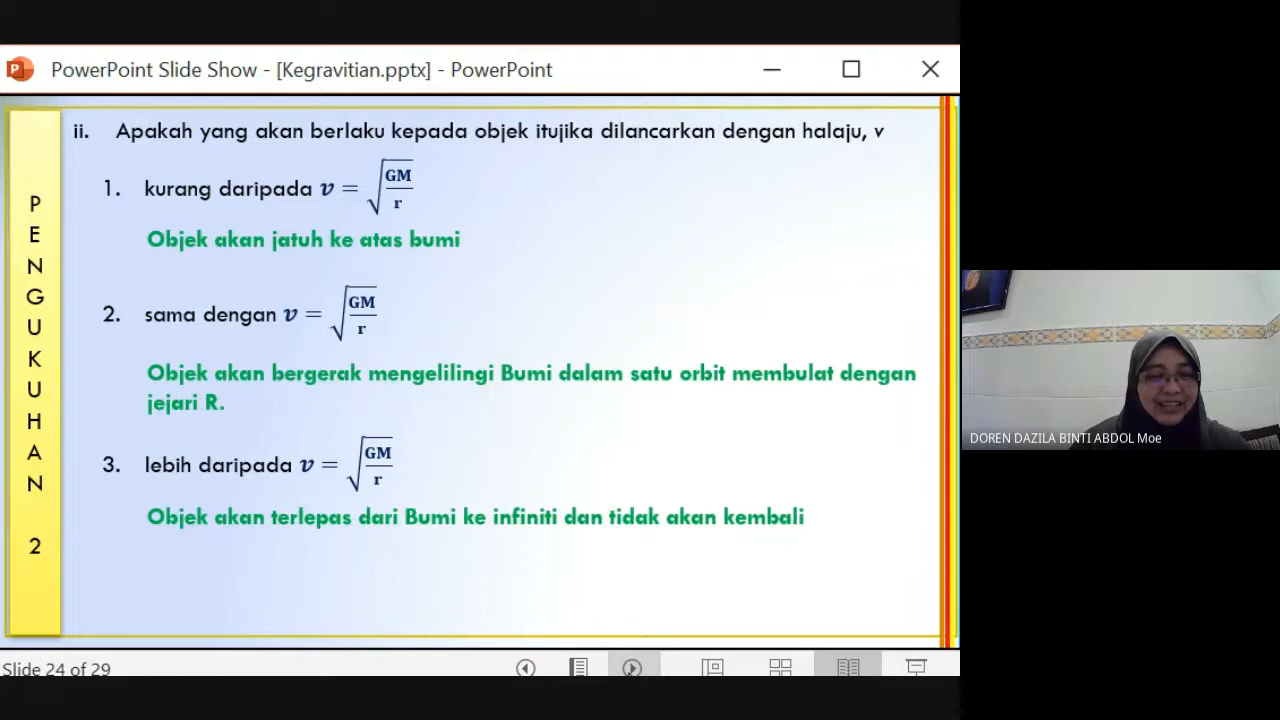 PowerPoint Slide Show - [Kegravitian.pptx] - PowerPoint
PENGUKUHAN 2
ii. Apakah yang akan berlaku kepada objek itujika dilancarkan dengan halaju, v
1. kurang daripada v = √(GM/r)
Objek akan jatuh ke atas bumi
2. sama dengan v = √(GM/r)
Objek akan bergerak mengelilingi Bumi dalam satu orbit membulat dengan
jejari R.
3. lebih daripada v = √(GM/r)
Objek akan terlepas dari Bumi ke infiniti dan tidak akan kembali
Slide 24 of 29
DOREN DAZILA BINTI ABDOL Moe